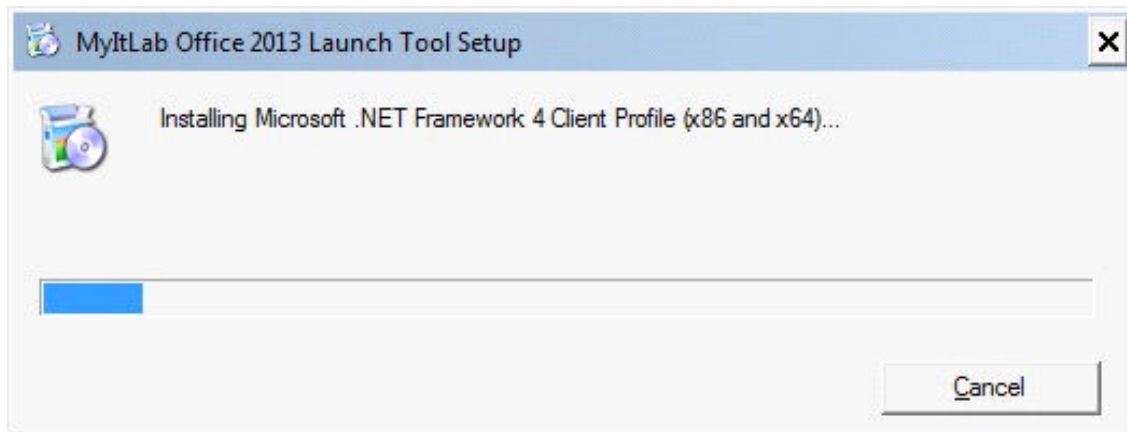 MyItLab Office 2013 Launch Tool Setup
Installing Microsoft .NET Framework 4 Client Profile (x86 and x64)...
Cancel